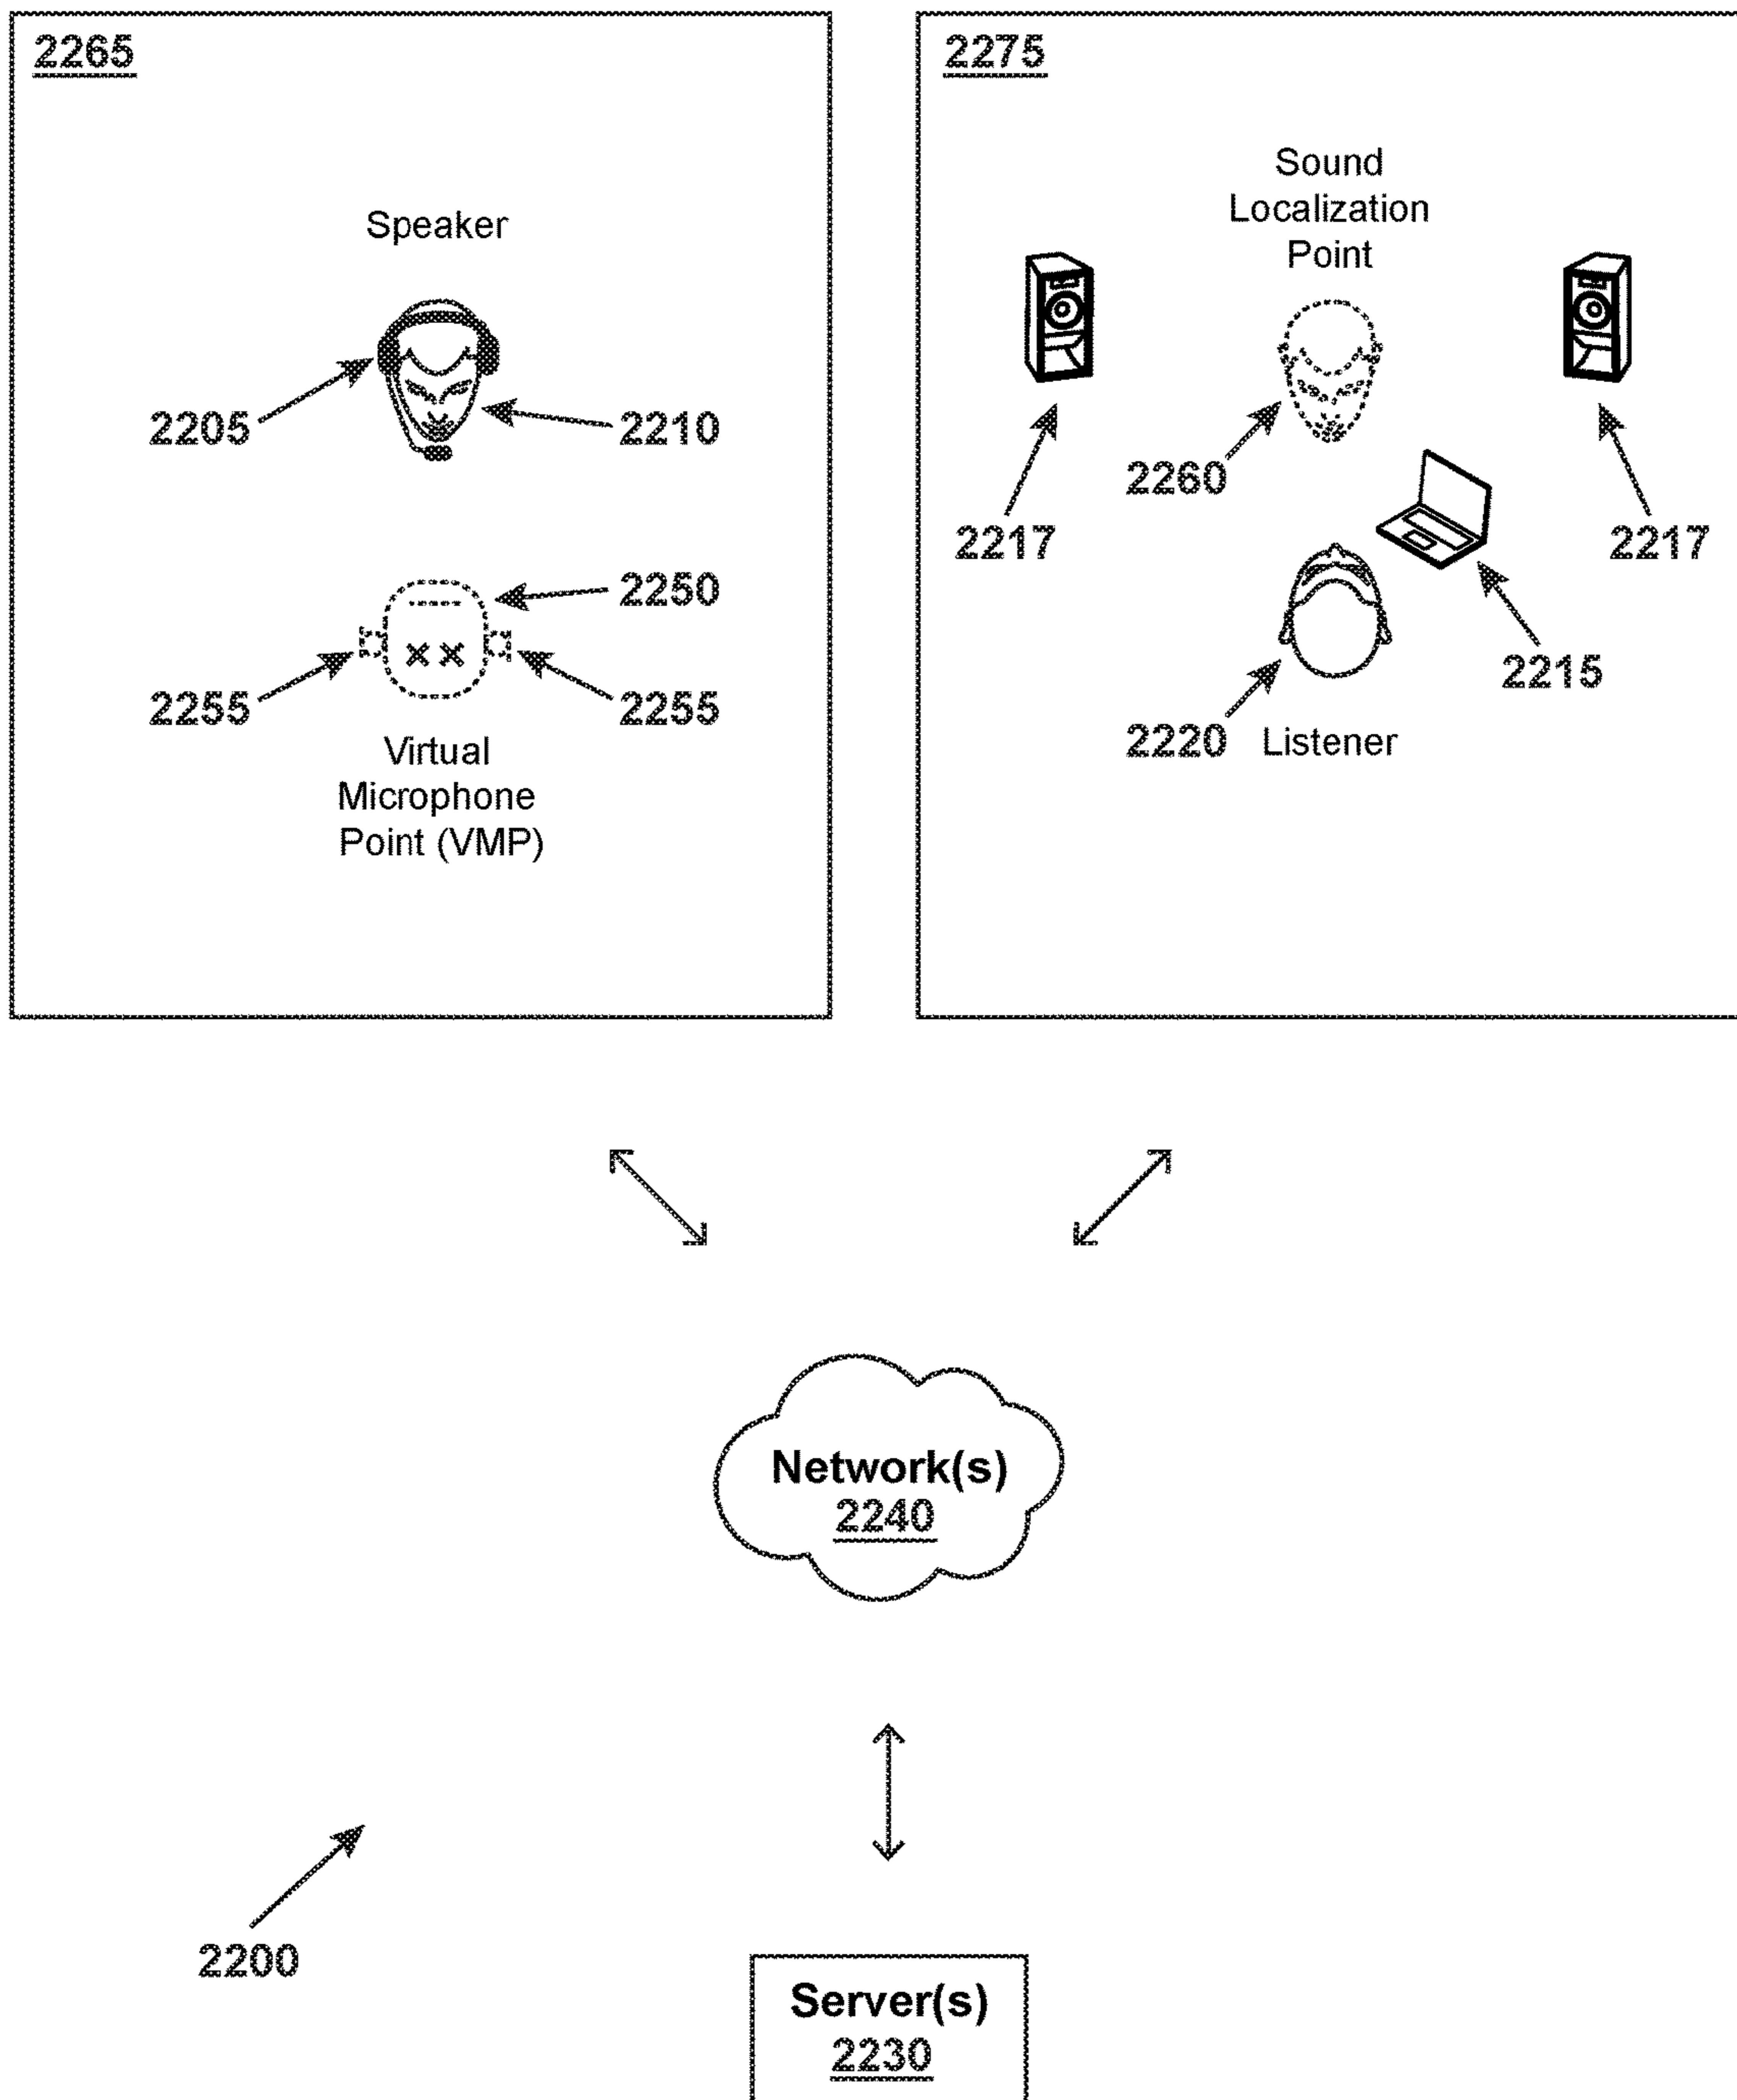 2265
Speaker
2205
2210
2250
2255
2255
Virtual
Microphone
Point (VMP)
2275
Sound
Localization
Point
2260
2217
2217
2215
2220 Listener
Network(s)
2240
2200
Server(s)
2230